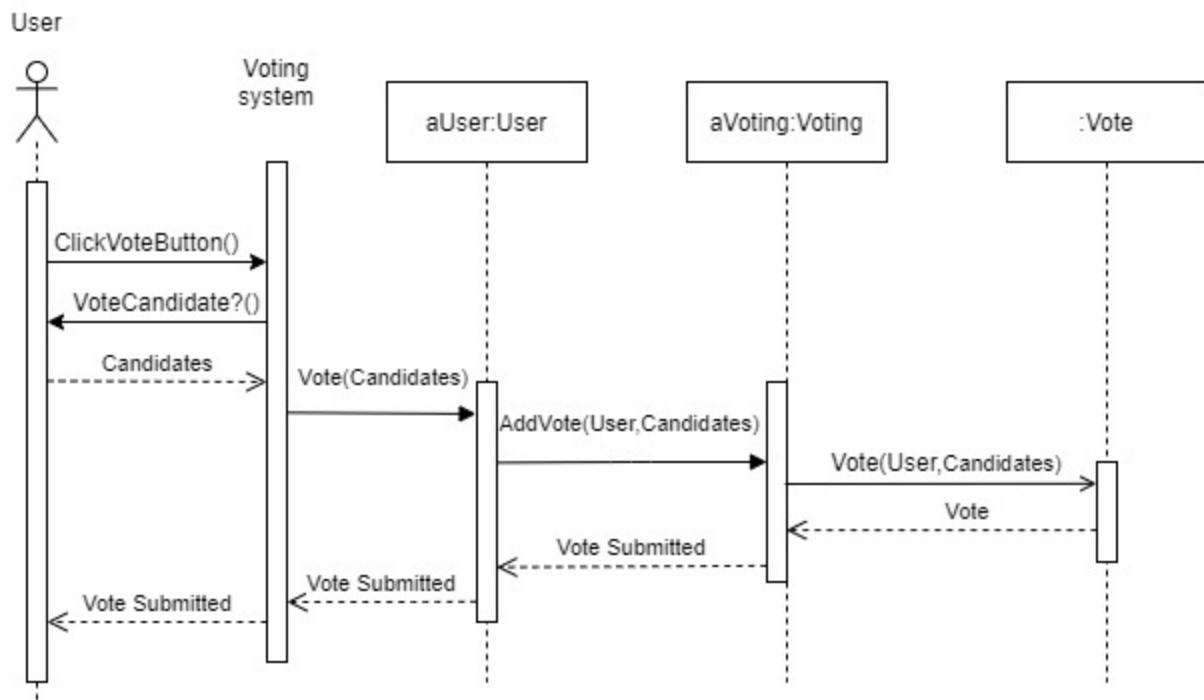 User
Voting
system
aUser:User
aVoting:Voting
:Vote
ClickVoteButton()
VoteCandidate?()
Candidates
Vote(Candidates)
AddVote(User,Candidates)
Vote(User,Candidates)
Vote
Vote Submitted
Vote Submitted
Vote Submitted